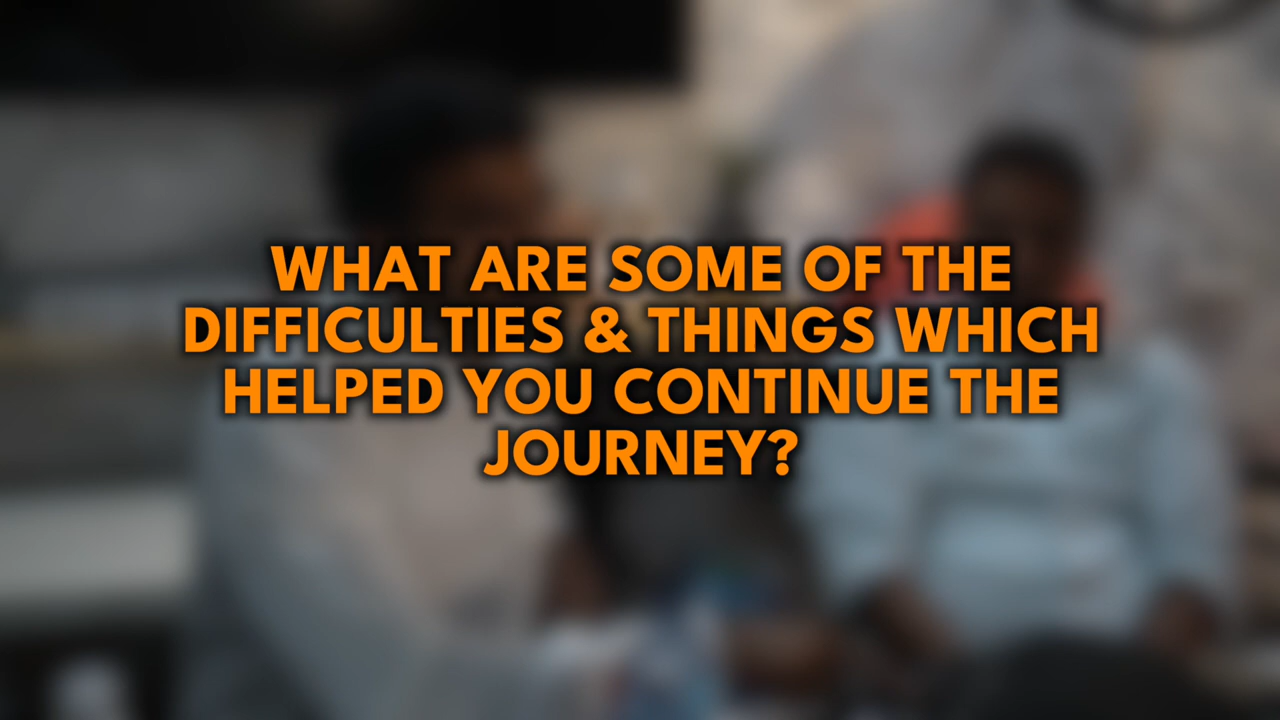 WHAT ARE SOME OF THE
DIFFICULTIES & THINGS WHICH
HELPED YOU CONTINUE THE
JOURNEY?